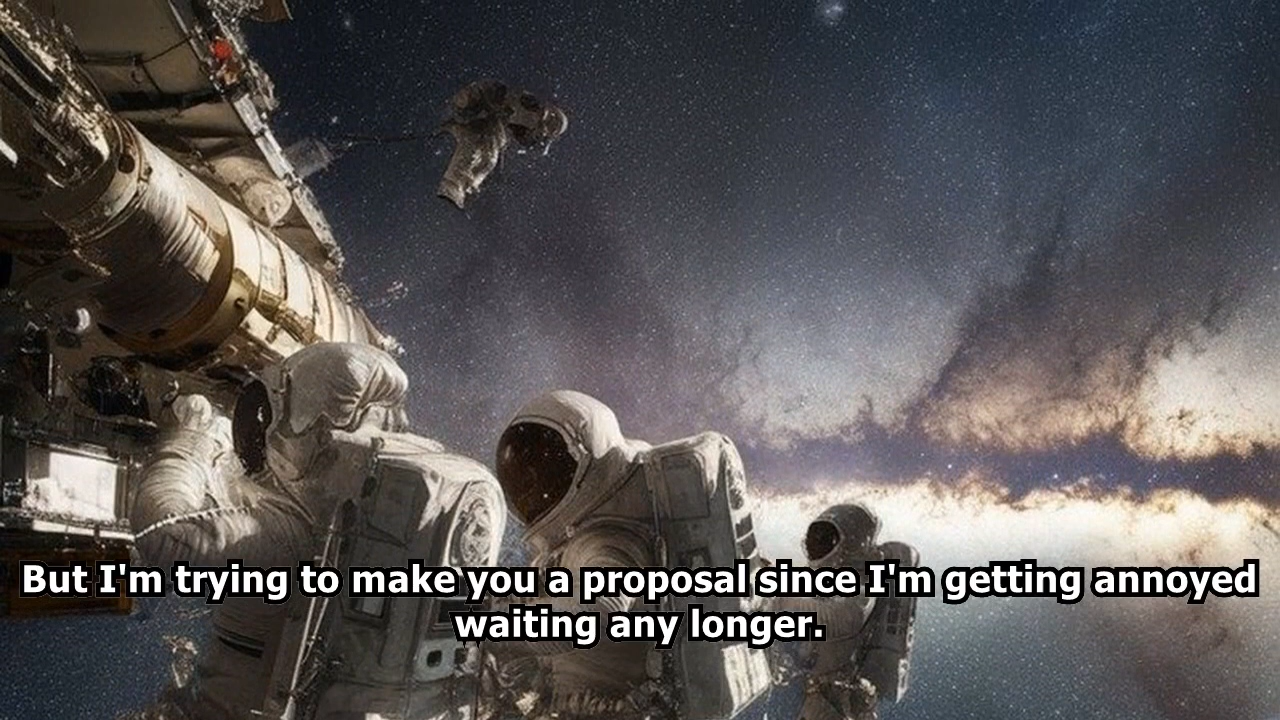 But I'm trying to make you a proposal since I'm getting annoyed
waiting any longer.